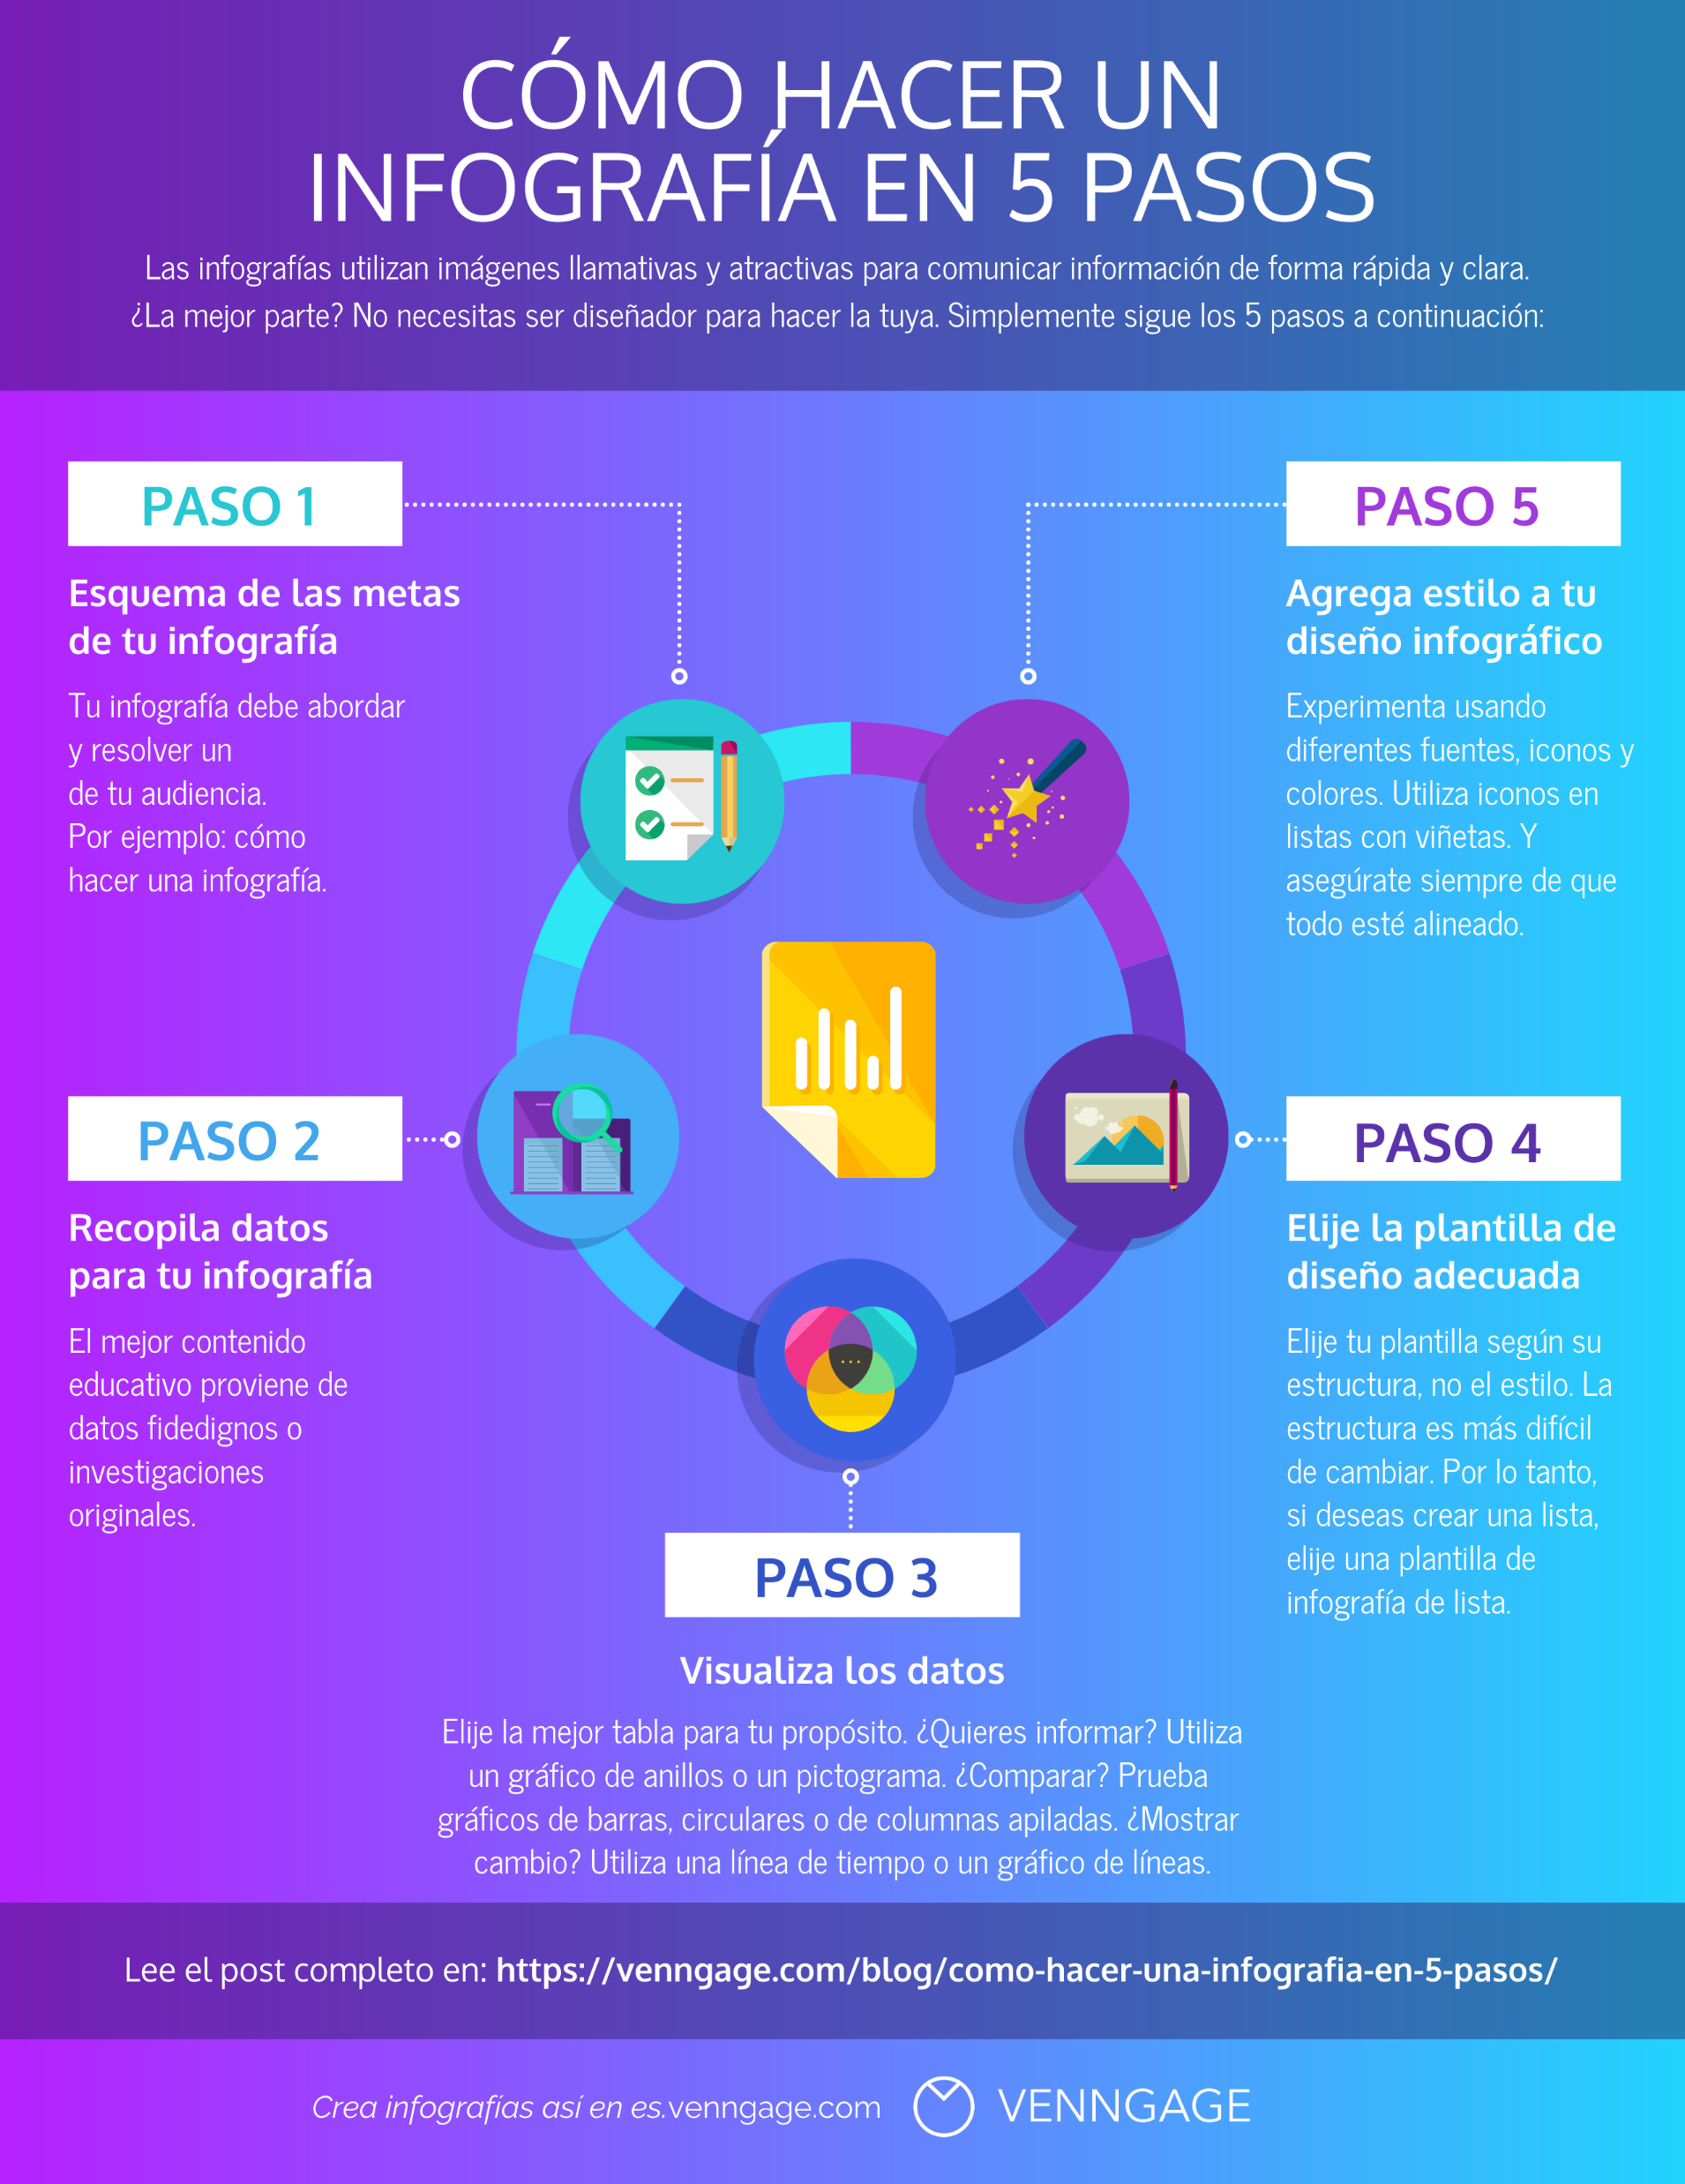 CÓMO HACER UN
INFOGRAFÍA EN 5 PASOS
Las infografías utilizan imágenes llamativas y atractivas para comunicar información de forma rápida y clara.
¿La mejor parte? No necesitas ser diseñador para hacer la tuya. Simplemente sigue los 5 pasos a continuación:
PASO 1
Esquema de las metas
de tu infografía
Tu infografía debe abordar
y resolver un
de tu audiencia.
Por ejemplo: cómo
hacer una infografía.
PASO 2
Recopila datos
para tu infografía
El mejor contenido
educativo proviene de
datos fidedignos o
investigaciones
originales.
PASO 3
Visualiza los datos
Elije la mejor tabla para tu propósito. ¿Quieres informar? Utiliza
un gráfico de anillos o un pictograma. ¿Comparar? Prueba
gráficos de barras, circulares o de columnas apiladas. ¿Mostrar
cambio? Utiliza una línea de tiempo o un gráfico de líneas.
PASO 4
Elije la plantilla de
diseño adecuada
Elije tu plantilla según su
estructura, no el estilo. La
estructura es más difícil
de cambiar. Por lo tanto,
si deseas crear una lista,
elije una plantilla de
infografía de lista.
PASO 5
Agrega estilo a tu
diseño infográfico
Experimenta usando
diferentes fuentes, iconos y
colores. Utiliza iconos en
listas con viñetas. Y
asegúrate siempre de que
todo esté alineado.
Lee el post completo en: https://venngage.com/blog/como-hacer-una-infografia-en-5-pasos/
Crea infografías así en es.venngage.com
VENNGAGE